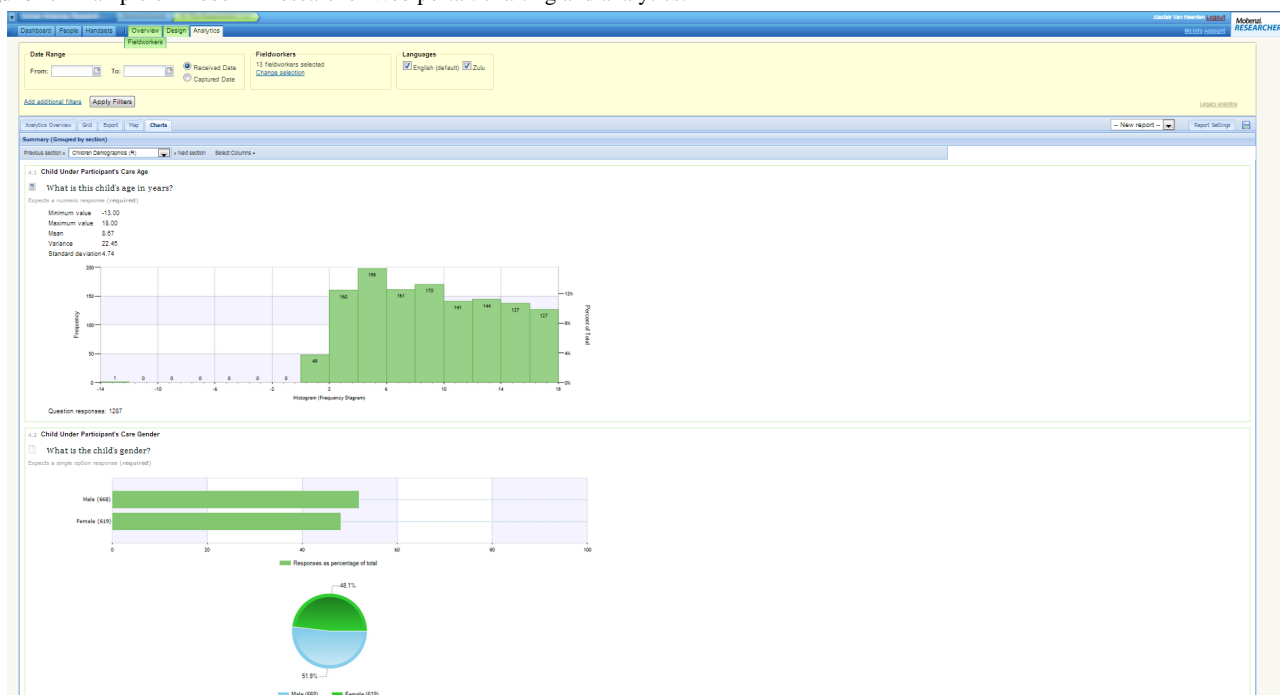 Alastair Van Heerden Logout
Mobenzi
RESEARCHER
Dashboard People Handsets Overview Design Analytics
My Info Account
Fieldworkers
Date Range
From: To: Received Date
Captured Date
Fieldworkers
13 fieldworkers selected
Change selection
Languages
English (default) Zulu
Add additional filters Apply Filters
Legacy analytics
Analytics Overview Grid Export Map Charts
-- New report -- Report Settings
Summary (Grouped by section)
Previous section « Children Demographics (R) » Next section Select Columns
4.1 Child Under Participant's Care Age
What is this child's age in years?
Expects a numeric response (required)
Minimum value -13.00
Maximum value 18.00
Mean 8.67
Variance 22.45
Standard deviation 4.74
200
150
100
50
0
Frequency
1 0 0 0 0 0 0 48 160 198 161 170 141 144 137 127
12%
8%
4%
0%
Percent of Total
-14 -10 -6 -2 2 6 10 14 18
Histogram (Frequency Diagram)
Question responses: 1287
4.2 Child Under Participant's Care Gender
What is the child's gender?
Expects a single option response (required)
Male (668)
Female (619)
0 20 40 60 80 100
Responses as percentage of total
48.1%
51.9%
Male (668) Female (619)